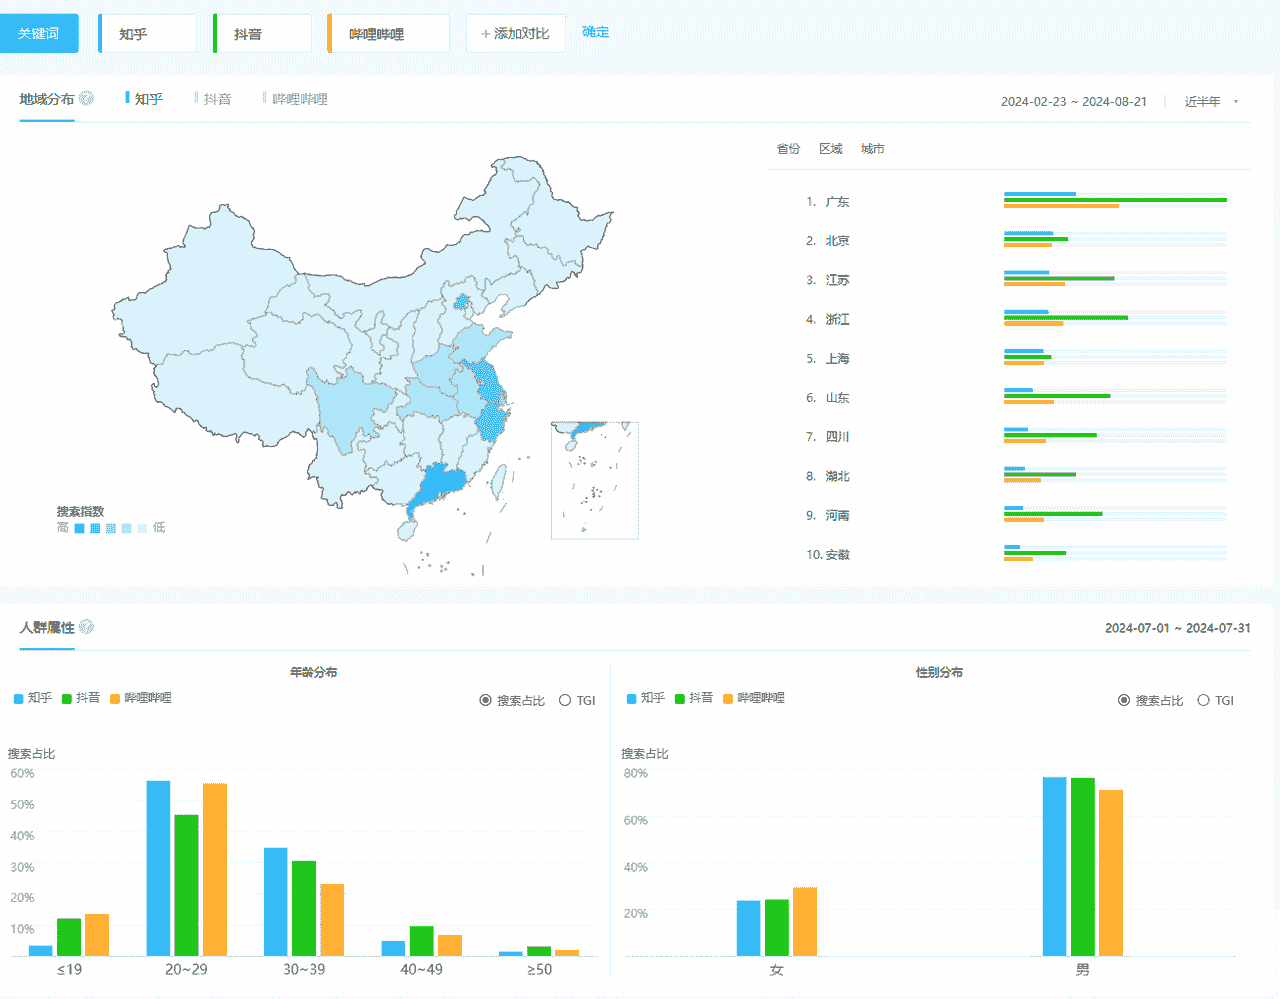 关键词 知乎 抖音 哔哩哔哩 + 添加对比 确定
地域分布 知乎 抖音 哔哩哔哩 2024-02-23 ~ 2024-08-21 近半年
省份 区域 城市
1. 广东
2. 北京
3. 江苏
4. 浙江
5. 上海
6. 山东
7. 四川
8. 湖北
9. 河南
10. 安徽
搜索指数
高 低
人群属性 2024-07-01 ~ 2024-07-31
年龄分布
知乎 抖音 哔哩哔哩 搜索占比 TGI
搜索占比
60%
50%
40%
30%
20%
10%
≤19 20~29 30~39 40~49 ≥50
性别分布
知乎 抖音 哔哩哔哩 搜索占比 TGI
搜索占比
80%
60%
40%
20%
女 男